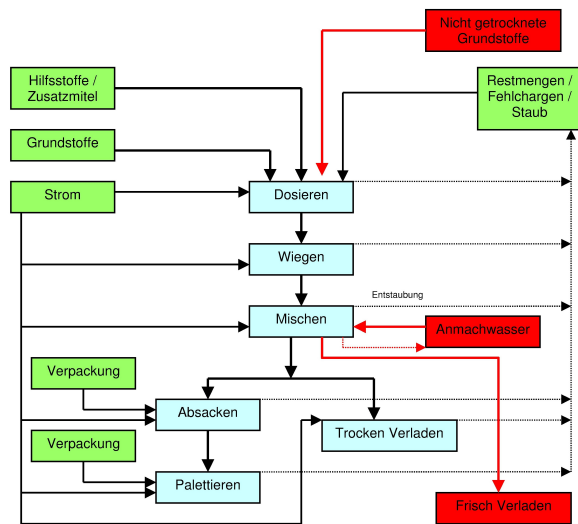 Nicht getrocknete
Grundstoffe
Hilfsstoffe /
Zusatzmitel
Restmengen /
Fehlchargen /
Staub
Grundstoffe
Strom
Dosieren
Wiegen
Entstaubung
Mischen
Anmachwasser
Verpackung
Absacken
Trocken Verladen
Verpackung
Palettieren
Frisch Verladen